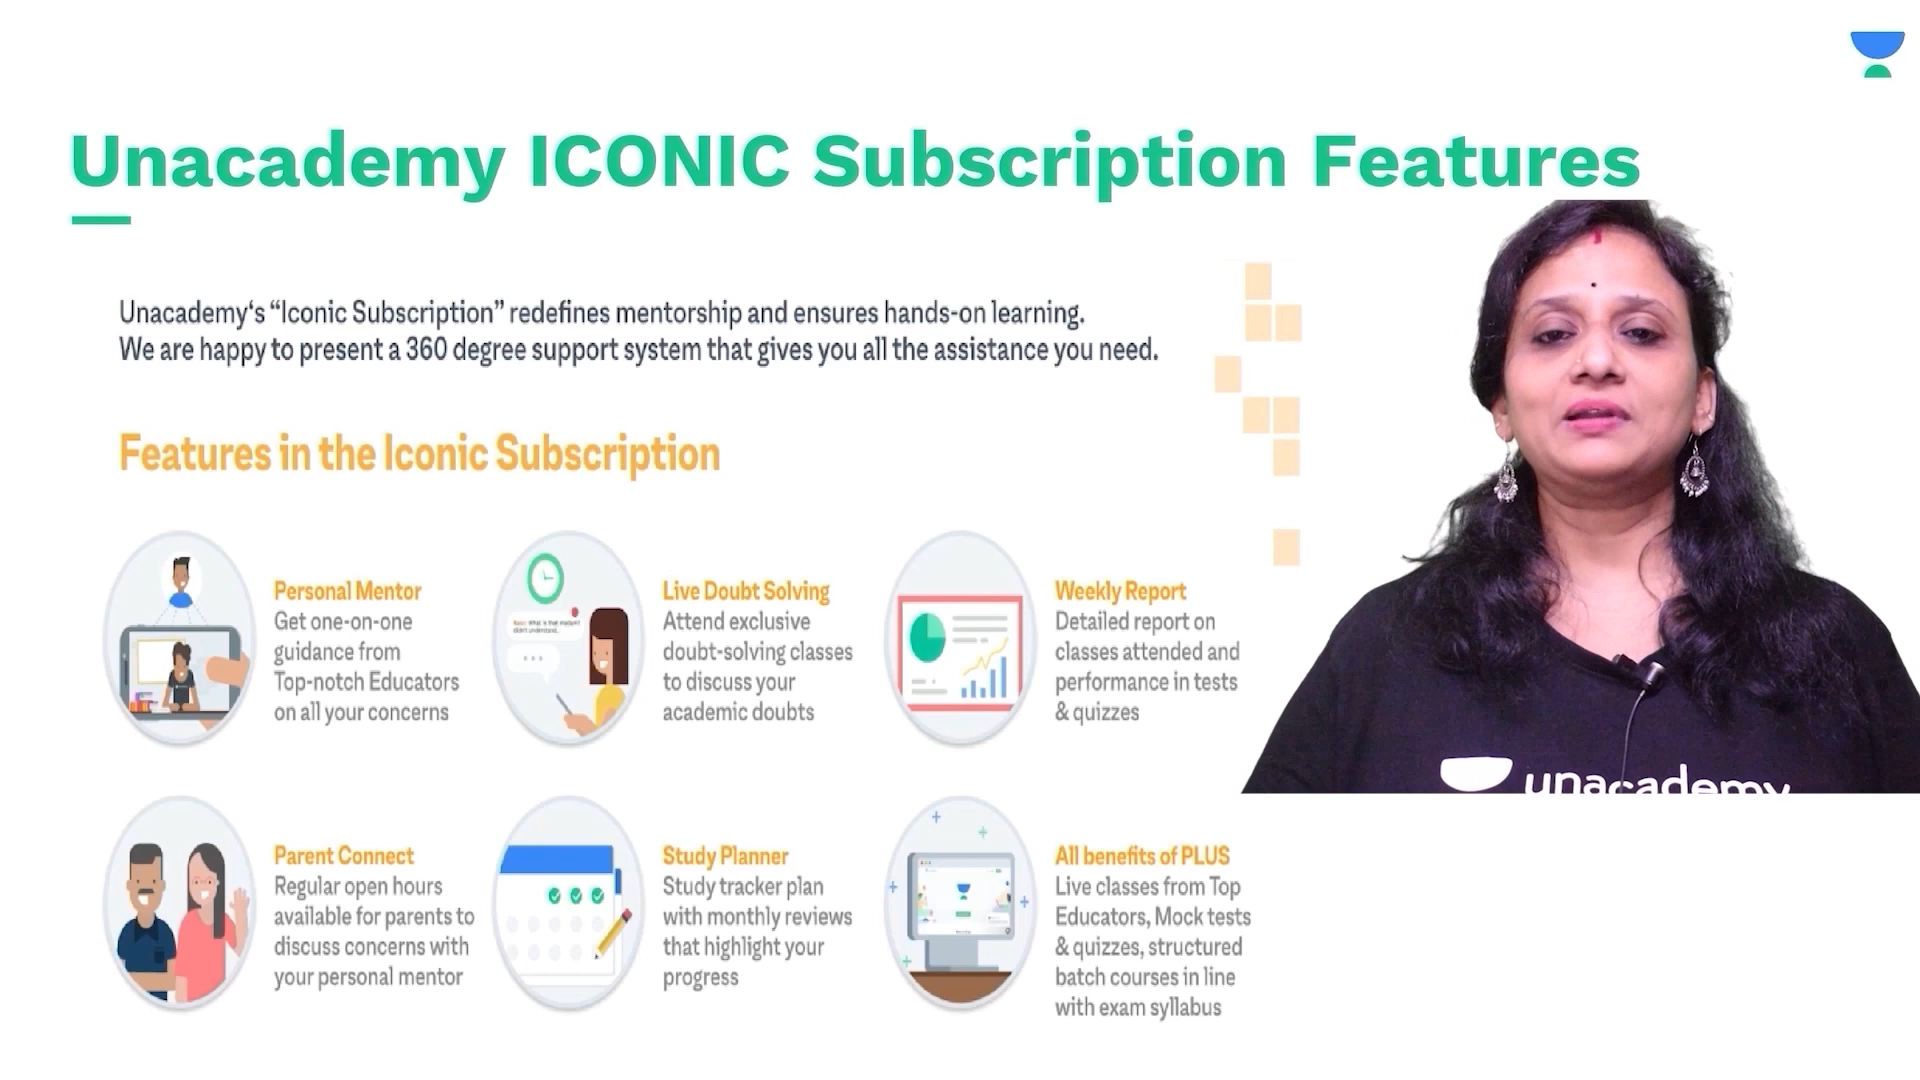 Unacademy ICONIC Subscription Features
Unacademy‘s “Iconic Subscription” redefines mentorship and ensures hands-on learning.
We are happy to present a 360 degree support system that gives you all the assistance you need.
Features in the Iconic Subscription
Personal Mentor
Get one-on-one
guidance from
Top-notch Educators
on all your concerns
Live Doubt Solving
Attend exclusive
doubt-solving classes
to discuss your
academic doubts
Weekly Report
Detailed report on
classes attended and
performance in tests
& quizzes
Parent Connect
Regular open hours
available for parents to
discuss concerns with
your personal mentor
Study Planner
Study tracker plan
with monthly reviews
that highlight your
progress
All benefits of PLUS
Live classes from Top
Educators, Mock tests
& quizzes, structured
batch courses in line
with exam syllabus
unacademy